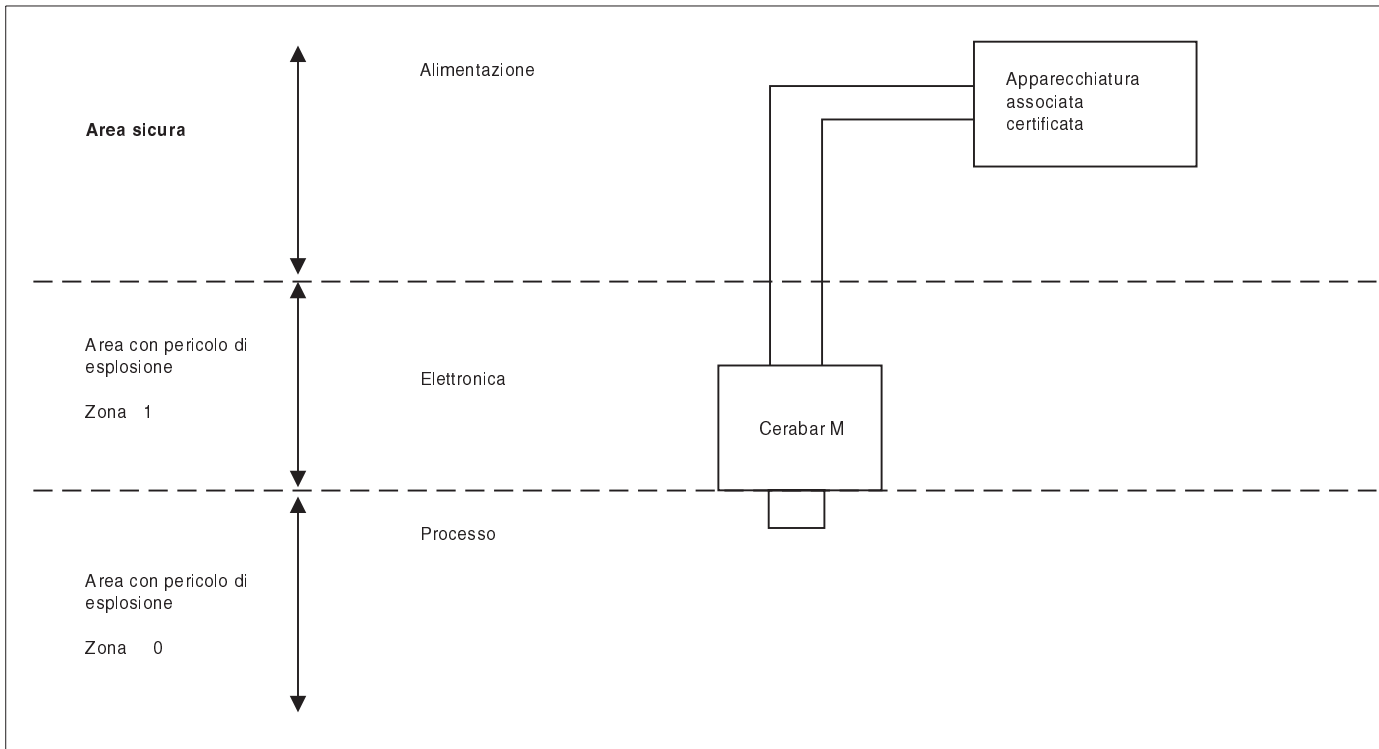 Alimentazione
Apparecchiatura
associata
certificata
Area sicura
Area con pericolo di
esplosione
Zona 1
Elettronica
Cerabar M
Processo
Area con pericolo di
esplosione
Zona 0